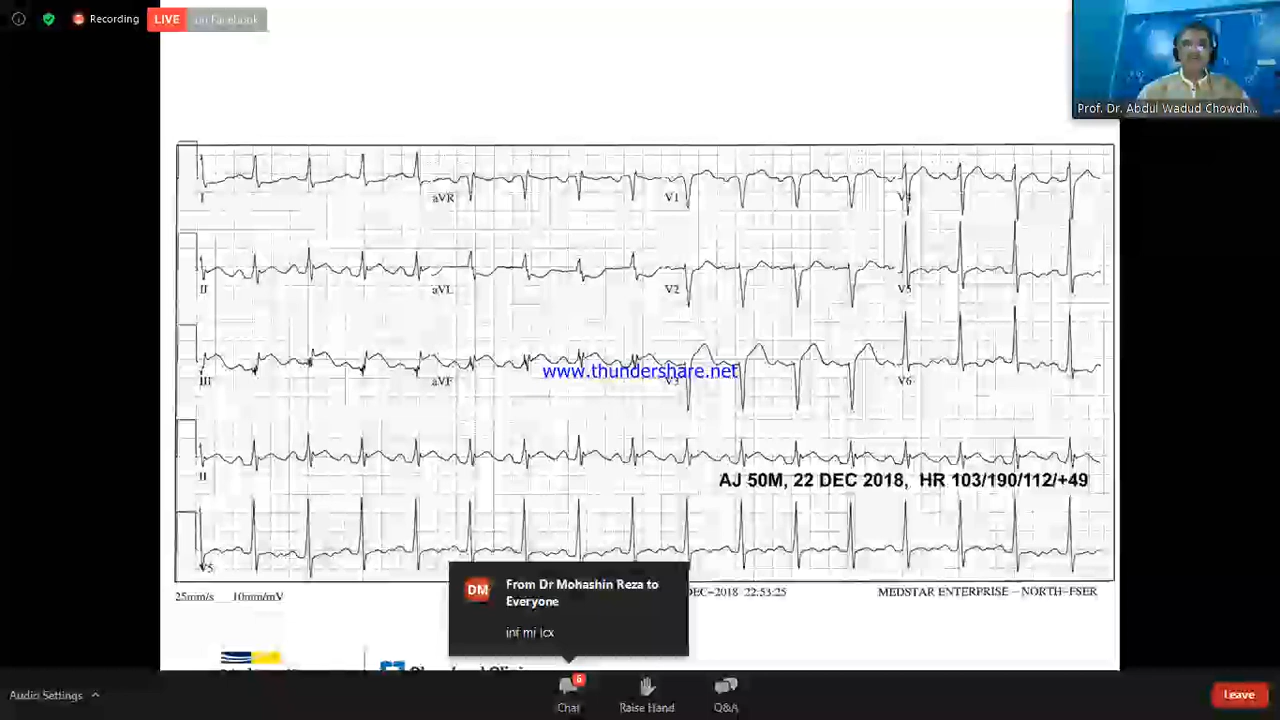 Recording
LIVE
on Facebook
Prof. Dr. Abdul Wadud Chowdh...
I
aVR
V1
V4
II
aVL
V2
V5
III
aVF
V3
V6
www.thundershare.net
II
AJ 50M, 22 DEC 2018, HR 103/190/112/+49
V5
25mm/s 10mm/mV
DEC-2018 22:53:25
MEDSTAR ENTERPRISE - NORTH-FSER
DM
From Dr Mohashin Reza to
Everyone
inf mi lcx
Audio Settings
6
Chat
Raise Hand
Q&A
Leave